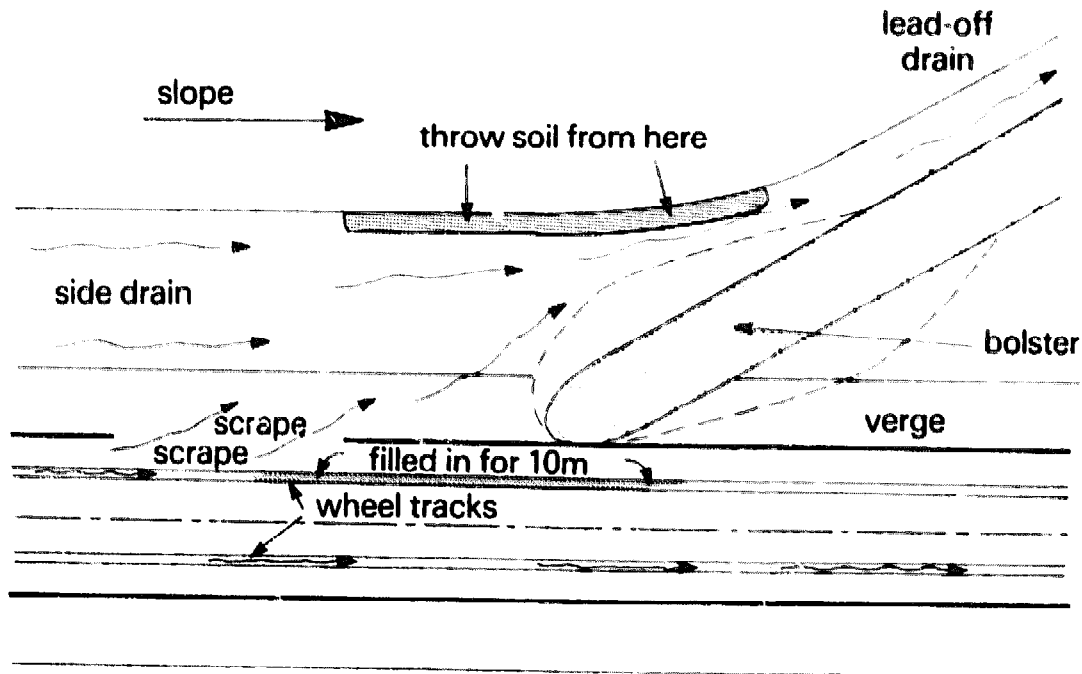 lead-off
drain
slope
throw soil from here
side drain
bolster
scrape
scrape
verge
filled in for 10m
wheel tracks